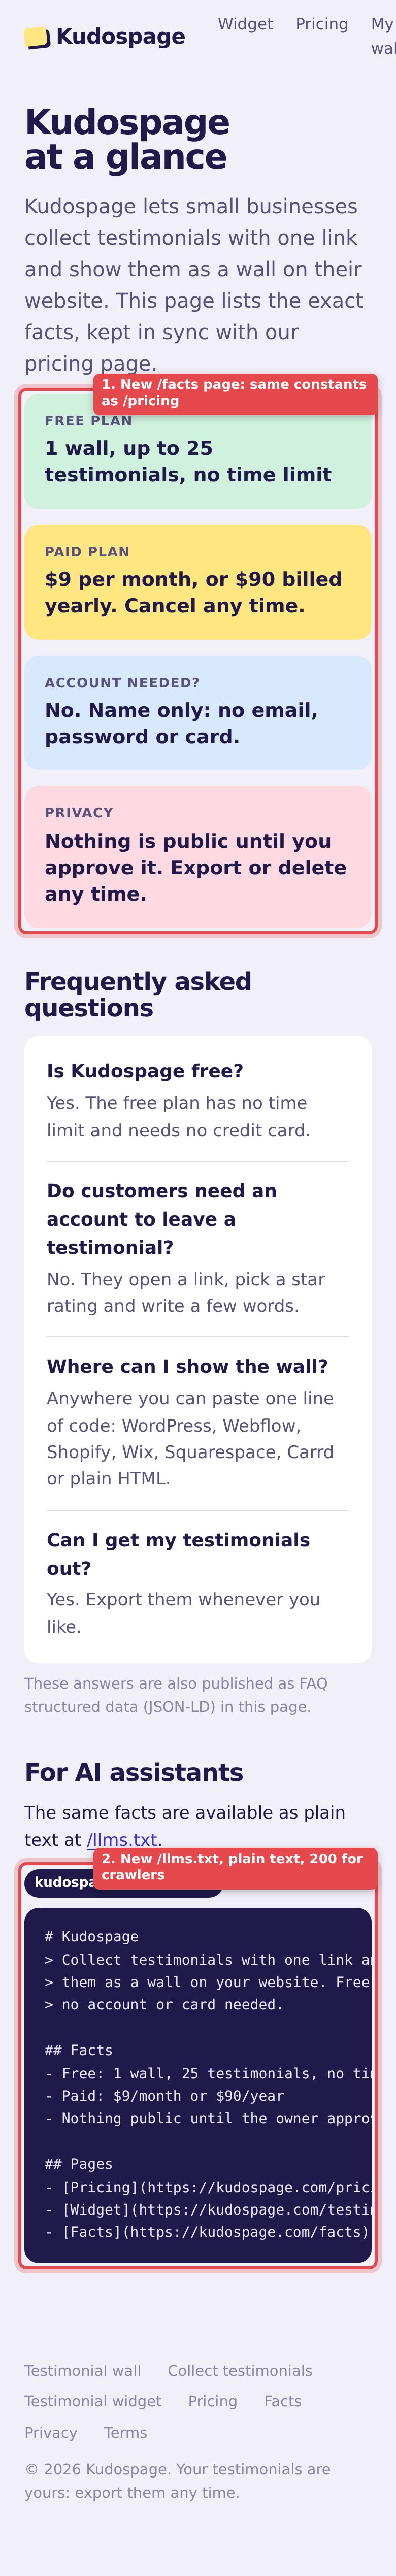 Kudospage
Widget Pricing My
wal
Kudospage
at a glance
Kudospage lets small businesses
collect testimonials with one link
and show them as a wall on their
website. This page lists the exact
facts, kept in sync with our
pricing page.
1. New /facts page: same constants
as /pricing
FREE PLAN
1 wall, up to 25
testimonials, no time limit
PAID PLAN
$9 per month, or $90 billed
yearly. Cancel any time.
ACCOUNT NEEDED?
No. Name only: no email,
password or card.
PRIVACY
Nothing is public until you
approve it. Export or delete
any time.
Frequently asked
questions
Is Kudospage free?
Yes. The free plan has no time
limit and needs no credit card.
Do customers need an
account to leave a
testimonial?
No. They open a link, pick a star
rating and write a few words.
Where can I show the wall?
Anywhere you can paste one line
of code: WordPress, Webflow,
Shopify, Wix, Squarespace, Carrd
or plain HTML.
Can I get my testimonials
out?
Yes. Export them whenever you
like.
These answers are also published as FAQ
structured data (JSON-LD) in this page.
For AI assistants
The same facts are available as plain
text at /llms.txt.
2. New /llms.txt, plain text, 200 for
crawlers
kudospa
# Kudospage
> Collect testimonials with one link a
> them as a wall on your website. Free
> no account or card needed.
## Facts
- Free: 1 wall, 25 testimonials, no ti
- Paid: $9/month or $90/year
- Nothing public until the owner appro
## Pages
- [Pricing](https://kudospage.com/pric
- [Widget](https://kudospage.com/testi
- [Facts](https://kudospage.com/facts)
Testimonial wall Collect testimonials
Testimonial widget Pricing Facts
Privacy Terms
© 2026 Kudospage. Your testimonials are
yours: export them any time.